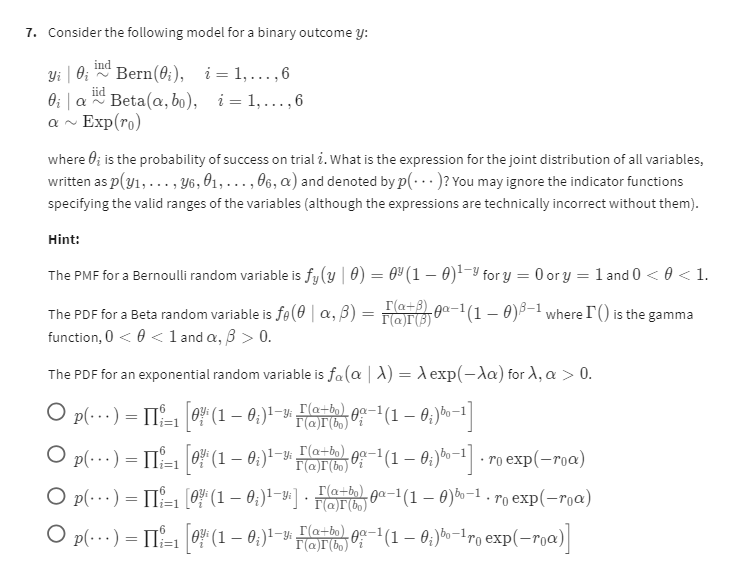 7. Consider the following model for a binary outcome y:
y_i | θ_i ind∼ Bern(θ_i), i = 1, … , 6
θ_i | α iid∼ Beta(α, b_0), i = 1, … , 6
α ∼ Exp(r_0)
where θ_i is the probability of success on trial i. What is the expression for the joint distribution of all variables,
written as p(y_1, … , y_6, θ_1, … , θ_6, α) and denoted by p(⋯)? You may ignore the indicator functions
specifying the valid ranges of the variables (although the expressions are technically incorrect without them).
Hint:
The PMF for a Bernoulli random variable is f_y(y | θ) = θ^y(1 − θ)^{1−y} for y = 0 or y = 1 and 0 < θ < 1.
The PDF for a Beta random variable is f_θ(θ | α, β) = \frac{Γ(α+β)}{Γ(α)Γ(β)} θ^{α−1}(1 − θ)^{β−1} where Γ() is the gamma
function, 0 < θ < 1 and α, β > 0.
The PDF for an exponential random variable is f_α(α | λ) = λ exp(−λα) for λ, α > 0.
p(⋯) = ∏_{i=1}^6 [θ_i^{y_i}(1 − θ_i)^{1−y_i} \frac{Γ(α+b_0)}{Γ(α)Γ(b_0)} θ_i^{α−1}(1 − θ_i)^{b_0−1}]
p(⋯) = ∏_{i=1}^6 [θ_i^{y_i}(1 − θ_i)^{1−y_i} \frac{Γ(α+b_0)}{Γ(α)Γ(b_0)} θ_i^{α−1}(1 − θ_i)^{b_0−1}] · r_0 exp(−r_0α)
p(⋯) = ∏_{i=1}^6 [θ_i^{y_i}(1 − θ_i)^{1−y_i}] · \frac{Γ(α+b_0)}{Γ(α)Γ(b_0)} θ^{α−1}(1 − θ)^{b_0−1} · r_0 exp(−r_0α)
p(⋯) = ∏_{i=1}^6 [θ_i^{y_i}(1 − θ_i)^{1−y_i} \frac{Γ(α+b_0)}{Γ(α)Γ(b_0)} θ_i^{α−1}(1 − θ_i)^{b_0−1} r_0 exp(−r_0α)]